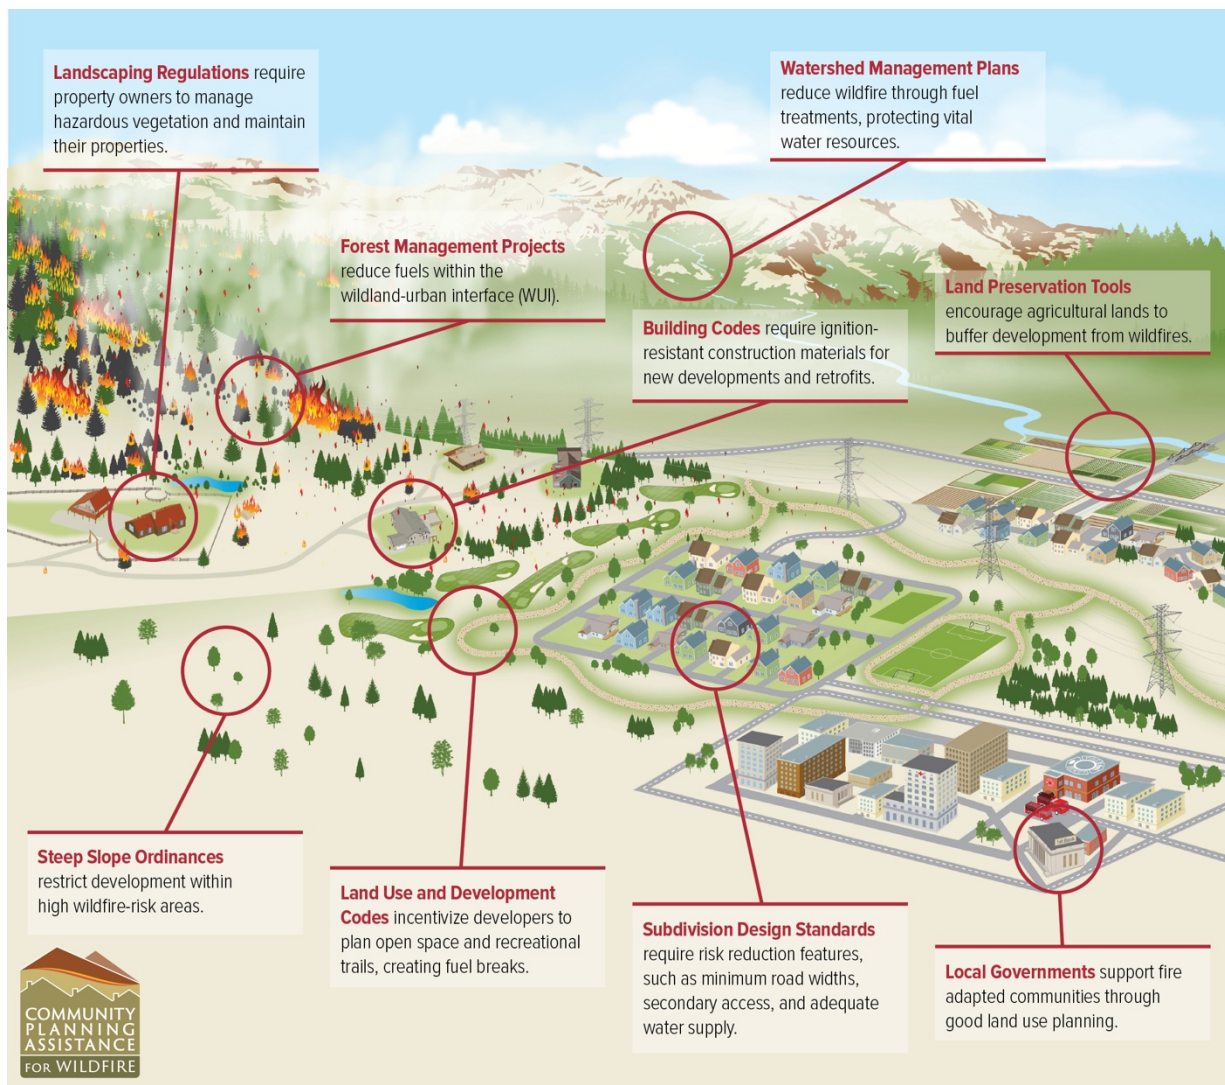 Landscaping Regulations require
property owners to manage
hazardous vegetation and maintain
their properties.
Watershed Management Plans
reduce wildfire through fuel
treatments, protecting vital
water resources.
Forest Management Projects
reduce fuels within the
wildland-urban interface (WUI).
Land Preservation Tools
encourage agricultural lands to
buffer development from wildfires.
Building Codes require ignition-
resistant construction materials for
new developments and retrofits.
Steep Slope Ordinances
restrict development within
high wildfire-risk areas.
Land Use and Development
Codes incentivize developers to
plan open space and recreational
trails, creating fuel breaks.
Subdivision Design Standards
require risk reduction features,
such as minimum road widths,
secondary access, and adequate
water supply.
Local Governments support fire
adapted communities through
good land use planning.
COMMUNITY
PLANNING
ASSISTANCE
FOR WILDFIRE